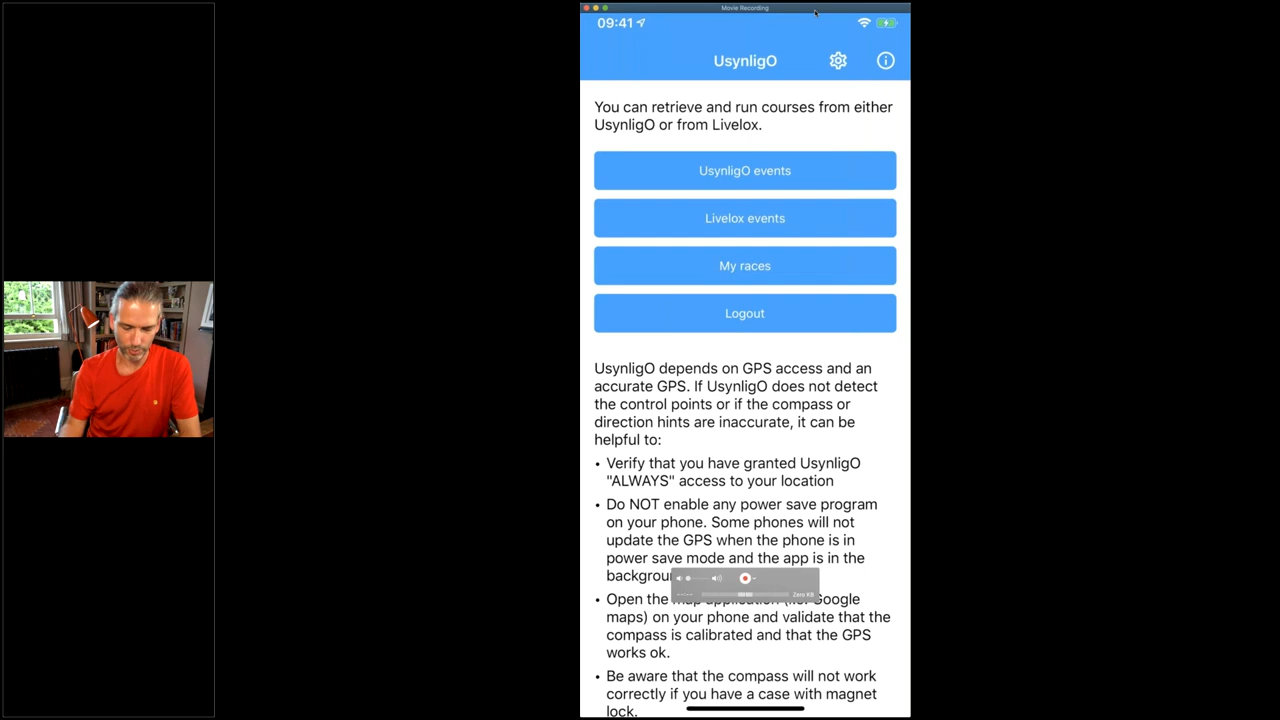 Movie Recording
09:41
UsynligO
You can retrieve and run courses from either
UsynligO or from Livelox.
UsynligO events
Livelox events
My races
Logout
UsynligO depends on GPS access and an
accurate GPS. If UsynligO does not detect
the control points or if the compass or
direction hints are inaccurate, it can be
helpful to:
• Verify that you have granted UsynligO
"ALWAYS" access to your location
• Do NOT enable any power save program
on your phone. Some phones will not
update the GPS when the phone is in
power save mode and the app is in the
--:--:--
Zero KB
• Open the map application Google
maps) on your phone and validate that the
compass is calibrated and that the GPS
works ok.
• Be aware that the compass will not work
correctly if you have a case with magnet
lock.